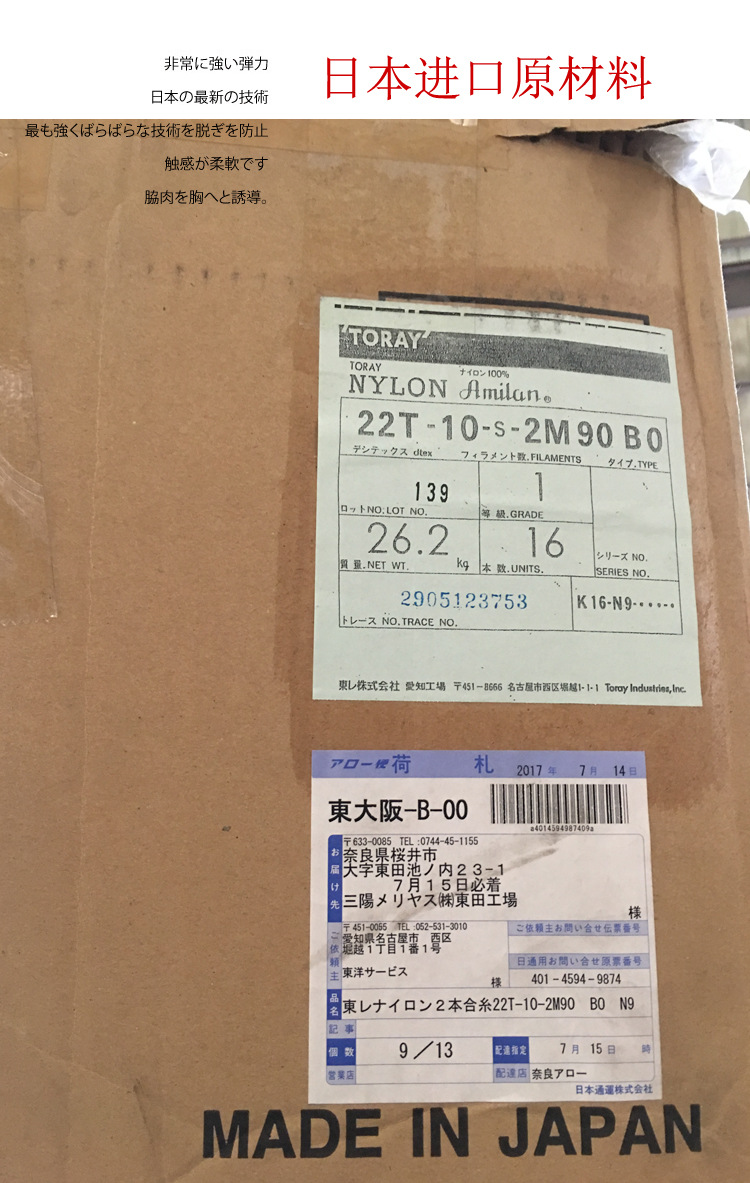 非常に強い弾力
日本の最新の技術
最も強くばらばらな技術を脱ぎを防止
触感が柔軟です
脇肉を胸へと誘導。
日本进口原材料
TORAY
TORAY ナイロン100%
NYLON Amilan®
22T-10-S-2M90 B0
デシテックス dtex フィラメント数.FILAMENTS タイプ.TYPE
139 1
ロットNO.LOT NO. 等 級.GRADE
26.2 kg 16
質 量.NET WT. 本 数.UNITS.
シリーズ NO.
SERIES NO.
2905123753 K16-N9-・・・・-・
トレース NO.TRACE NO.
東レ株式会社 愛知工場 〒451-8666 名古屋市西区堀越1-1-1 Toray Industries, Inc.
アロー便 荷 札 2017 年 7 月 14 日
東大阪-B-00
a4014594987409a
お届け先
〒633-0085 TEL:0744-45-1155
奈良県桜井市
大字東田池ノ内23-1
7月15日必着
三陽メリヤス㈱東田工場
様
ご依頼主
〒451-0055 TEL:052-531-3010
愛知県名古屋市 西区
堀越1丁目1番1号
東洋サービス
様
ご依頼主お問い合せ伝票番号
日通用お問い合せ原票番号
401-4594-9874
品名 東レナイロン2本合糸22T-10-2M90 B0 N9
記 事
個 数 9/13 配達指定 7 月 15 日 時
営業店 配達店 奈良アロー
日本通運株式会社
MADE IN JAPAN